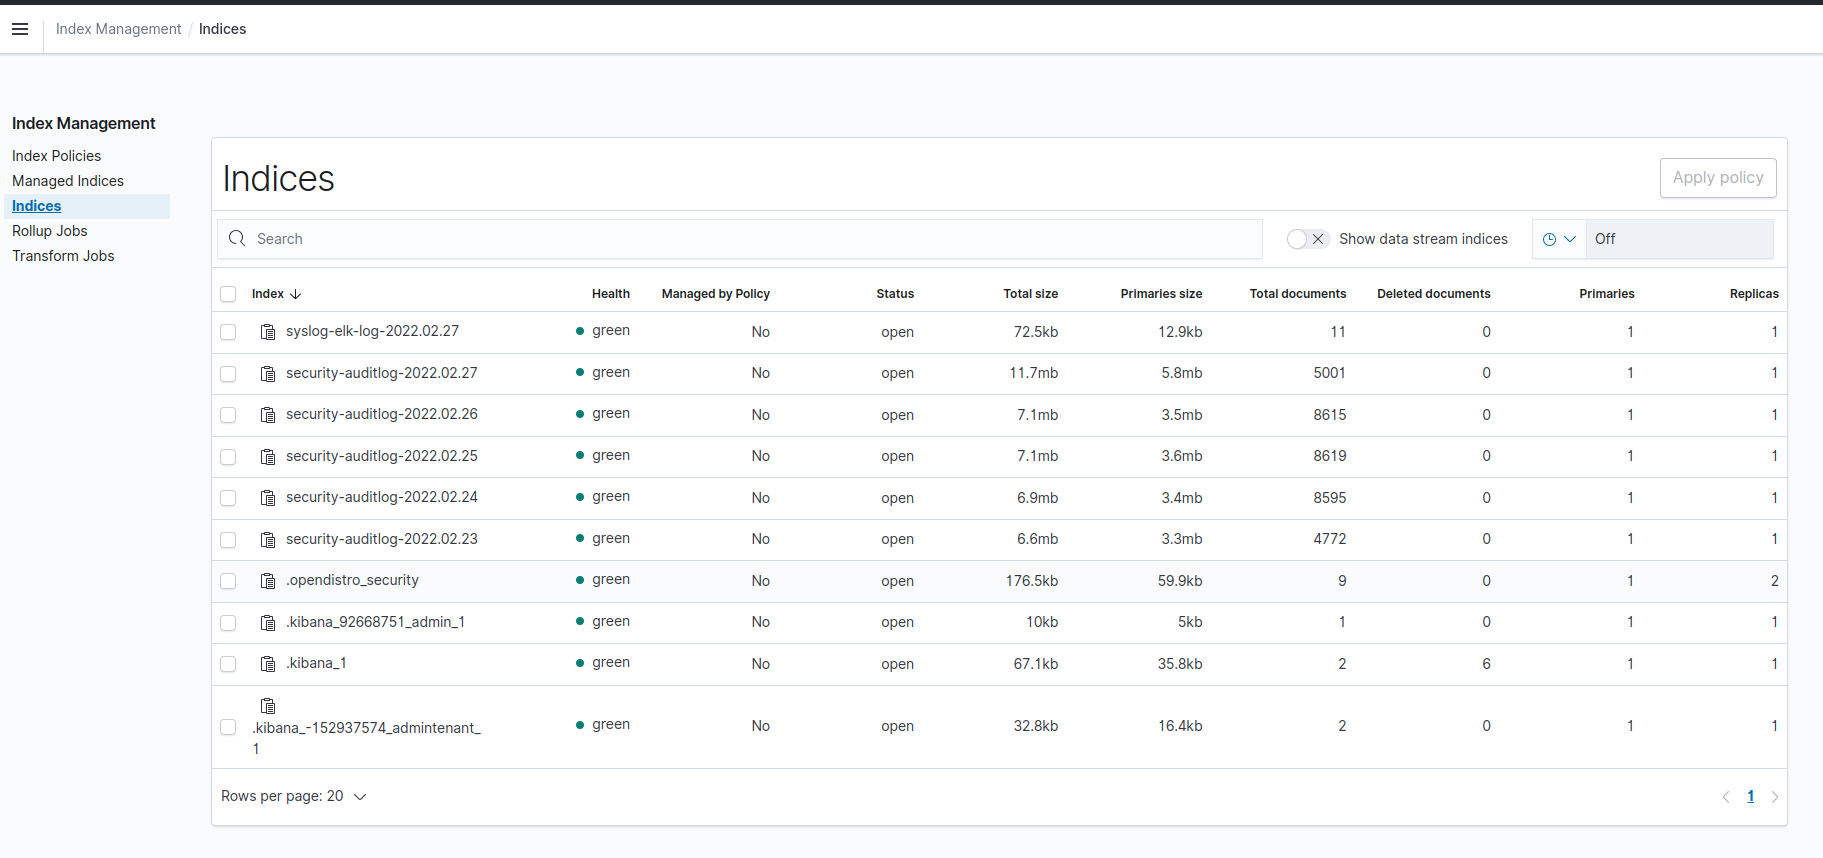 Index Management / Indices
Index Management
Index Policies
Managed Indices
Indices
Rollup Jobs
Transform Jobs
Indices
Apply policy
Search
Show data stream indices
Off
Index Health Managed by Policy Status Total size Primaries size Total documents Deleted documents Primaries Replicas
syslog-elk-log-2022.02.27 green No open 72.5kb 12.9kb 11 0 1 1
security-auditlog-2022.02.27 green No open 11.7mb 5.8mb 5001 0 1 1
security-auditlog-2022.02.26 green No open 7.1mb 3.5mb 8615 0 1 1
security-auditlog-2022.02.25 green No open 7.1mb 3.6mb 8619 0 1 1
security-auditlog-2022.02.24 green No open 6.9mb 3.4mb 8595 0 1 1
security-auditlog-2022.02.23 green No open 6.6mb 3.3mb 4772 0 1 1
.opendistro_security green No open 176.5kb 59.9kb 9 0 1 2
.kibana_92668751_admin_1 green No open 10kb 5kb 1 0 1 1
.kibana_1 green No open 67.1kb 35.8kb 2 6 1 1
.kibana_-152937574_admintenant_ green No open 32.8kb 16.4kb 2 0 1 1
1
Rows per page: 20
1